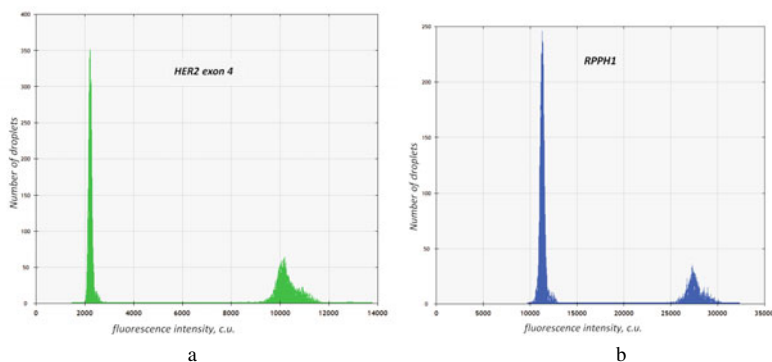 400
350
300
250
200
150
100
50
0
Number of droplets
HER2 exon 4
0 2000 4000 6000 8000 10000 12000 14000
fluorescence intensity, c.u.
a
250
200
150
100
50
0
Number of droplets
RPPH1
0 5000 10000 15000 20000 25000 30000 35000
fluorescence intensity, c.u.
b